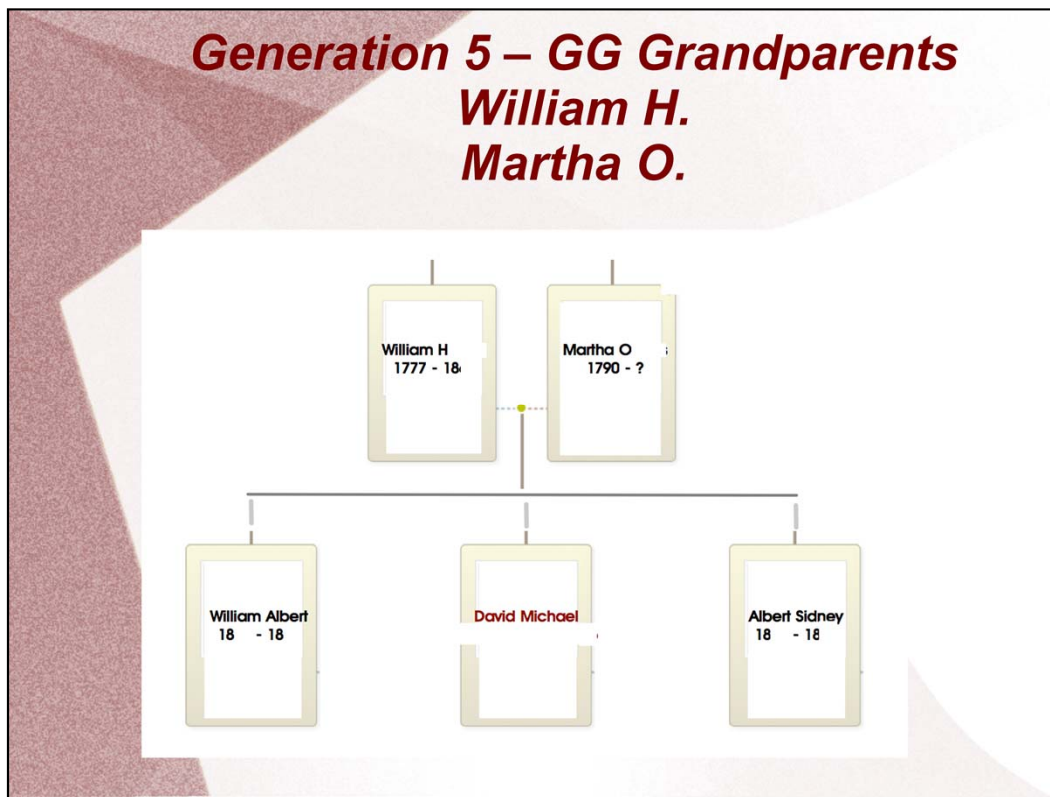 Generation 5 – GG Grandparents
William H.
Martha O.
William H
1777 - 18
Martha O
1790 - ?
William Albert
18 - 18
David Michael
Albert Sidney
18 - 18